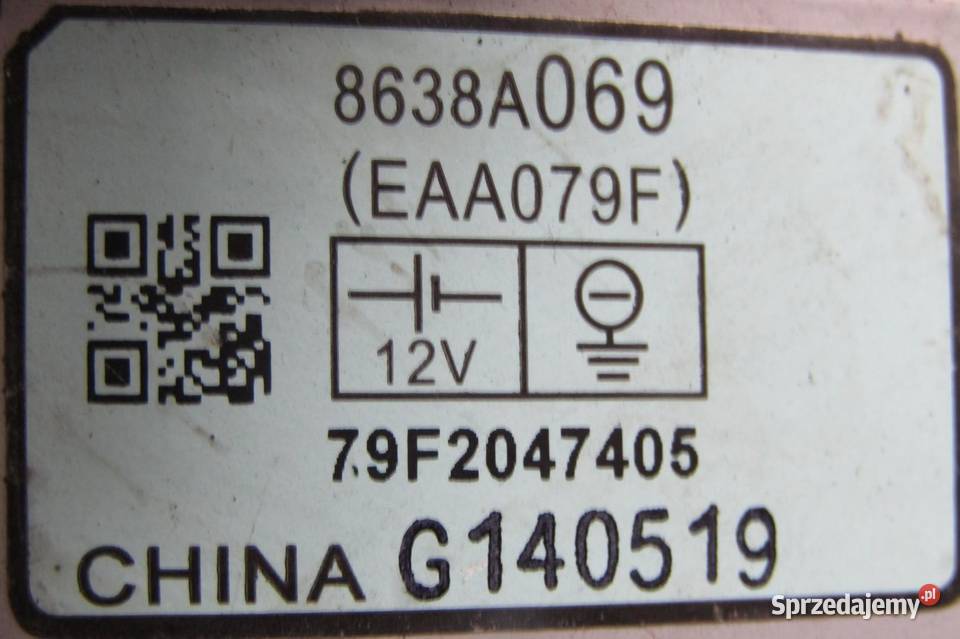 8638A069
(EAA079F)
12V
79F2047405
CHINA G140519
Sprzedajemy.pl